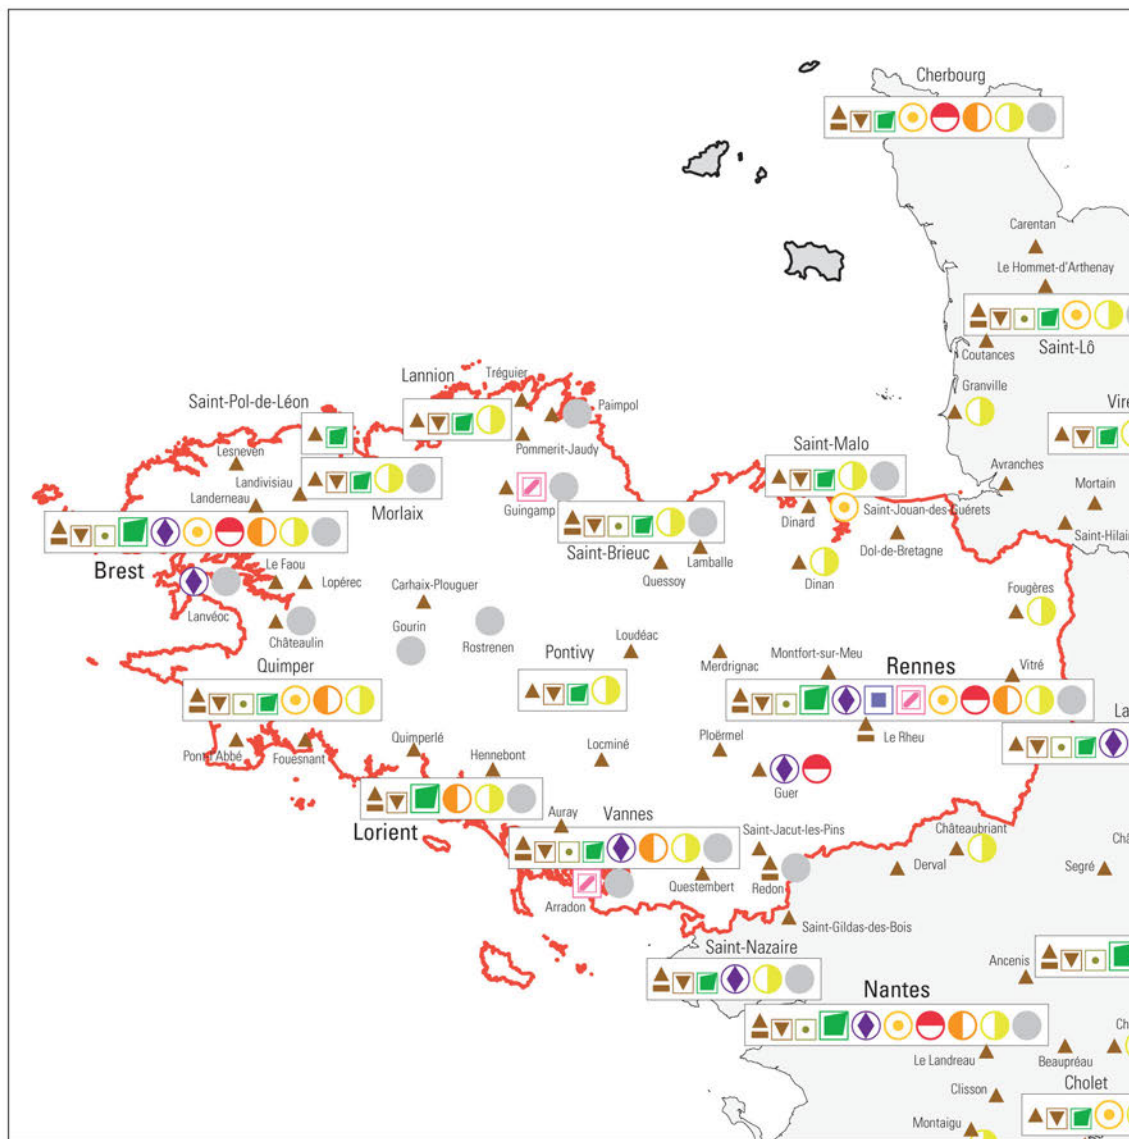 Cherbourg
Carentan
Le Hommet-d'Arthenay
Saint-Lô
Coutances
Granville
Vire
Avranches
Mortain
Saint-Hilair
Tréguier
Lannion
Paimpol
Pommerit-Jaudy
Saint-Pol-de-Léon
Lesneven
Landivisiau
Landerneau
Morlaix
Guingamp
Saint-Brieuc
Lamballe
Quessoy
Saint-Malo
Dinard
Saint-Jouan-des-Guérets
Dol-de-Bretagne
Dinan
Fougères
Brest
Le Faou
Lopérec
Lanvéoc
Châteaulin
Carhaix-Plouguer
Gourin
Rostrenen
Loudéac
Pontivy
Merdrignac
Montfort-sur-Meu
Rennes
Vitré
Le Rheu
La
Quimper
Pont-l'Abbé
Fouesnant
Quimperlé
Hennebont
Locminé
Ploërmel
Guer
Lorient
Auray
Vannes
Saint-Jacut-les-Pins
Châteaubriant
Derval
Segré
Châ
Arradon
Questembert
Redon
Saint-Gildas-des-Bois
Saint-Nazaire
Ancenis
Nantes
Le Landreau
Beaupréau
Ch
Clisson
Cholet
Montaigu